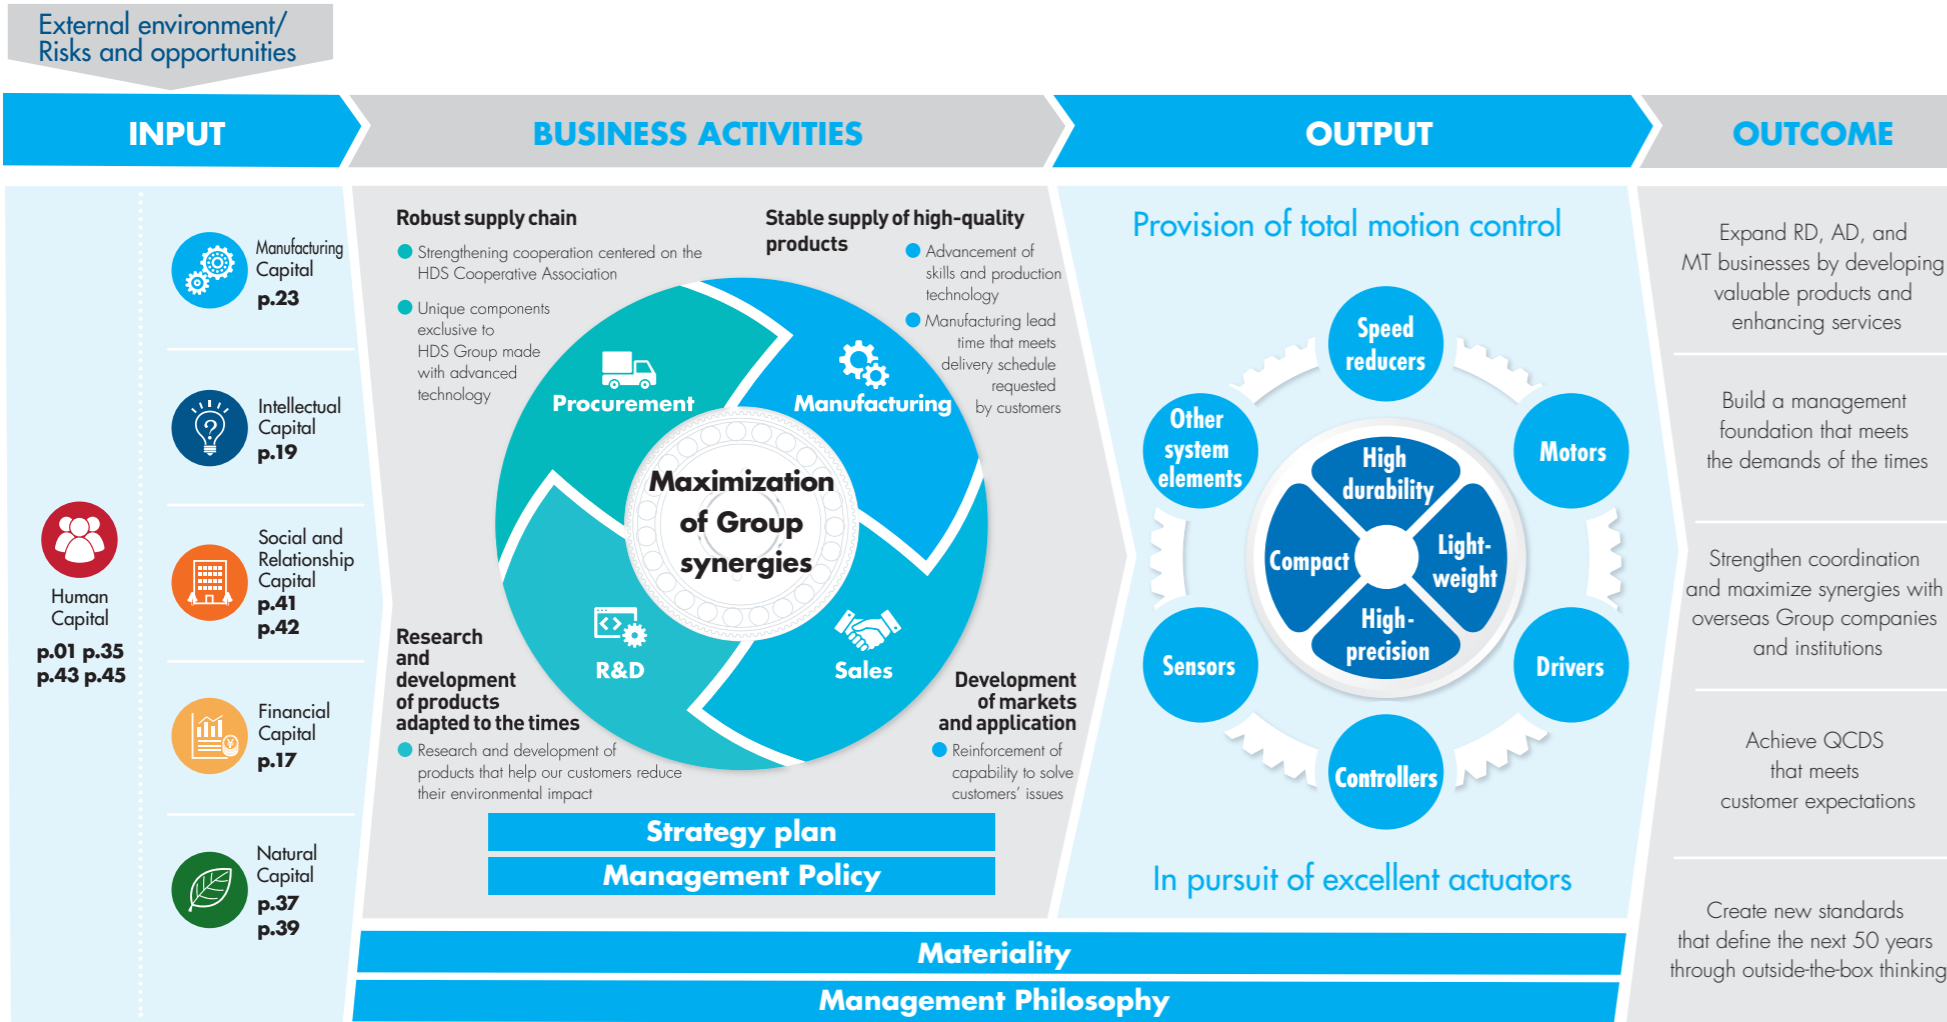 External environment/
Risks and opportunities
INPUT
BUSINESS ACTIVITIES
OUTPUT
OUTCOME
Human
Capital
p.01 p.35
p.43 p.45
Manufacturing
Capital
p.23
Intellectual
Capital
p.19
Social and
Relationship
Capital
p.41
p.42
Financial
Capital
p.17
Natural
Capital
p.37
p.39
Robust supply chain
Strengthening cooperation centered on the
HDS Cooperative Association
Unique components
exclusive to
HDS Group made
with advanced
technology
Stable supply of high-quality
products
Advancement of
skills and production
technology
Manufacturing lead
time that meets
delivery schedule
requested
by customers
Procurement
Manufacturing
Maximization
of Group
synergies
R&D
Sales
Research
and
development
of products
adapted to the times
Research and development of
products that help our customers reduce
their environmental impact
Development
of markets
and application
Reinforcement of
capability to solve
customers' issues
Strategy plan
Management Policy
Provision of total motion control
Speed
reducers
Other
system
elements
Motors
High
durability
Compact
Light-
weight
High-
precision
Sensors
Drivers
Controllers
In pursuit of excellent actuators
Materiality
Management Philosophy
Expand RD, AD, and
MT businesses by developing
valuable products and
enhancing services
Build a management
foundation that meets
the demands of the times
Strengthen coordination
and maximize synergies with
overseas Group companies
and institutions
Achieve QCDS
that meets
customer expectations
Create new standards
that define the next 50 years
through outside-the-box thinking